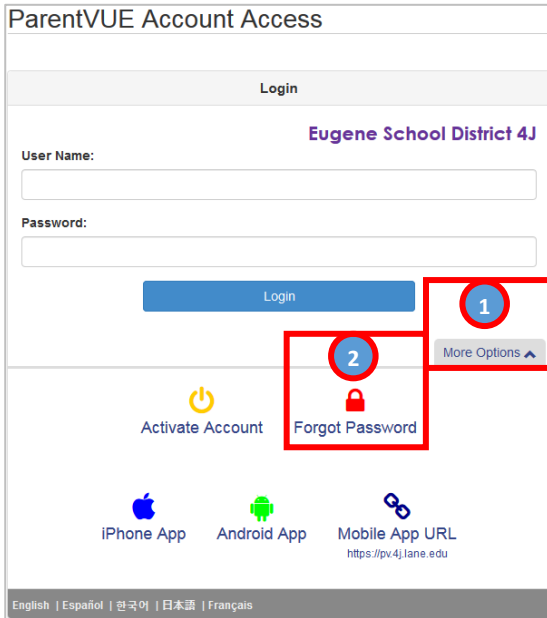 ParentVUE Account Access
Login
Eugene School District 4J
User Name:
Password:
Login
1
More Options
2
Activate Account
Forgot Password
iPhone App
Android App
Mobile App URL
https://pv.4j.lane.edu
English | Español | 한국어 | 日本語 | Français